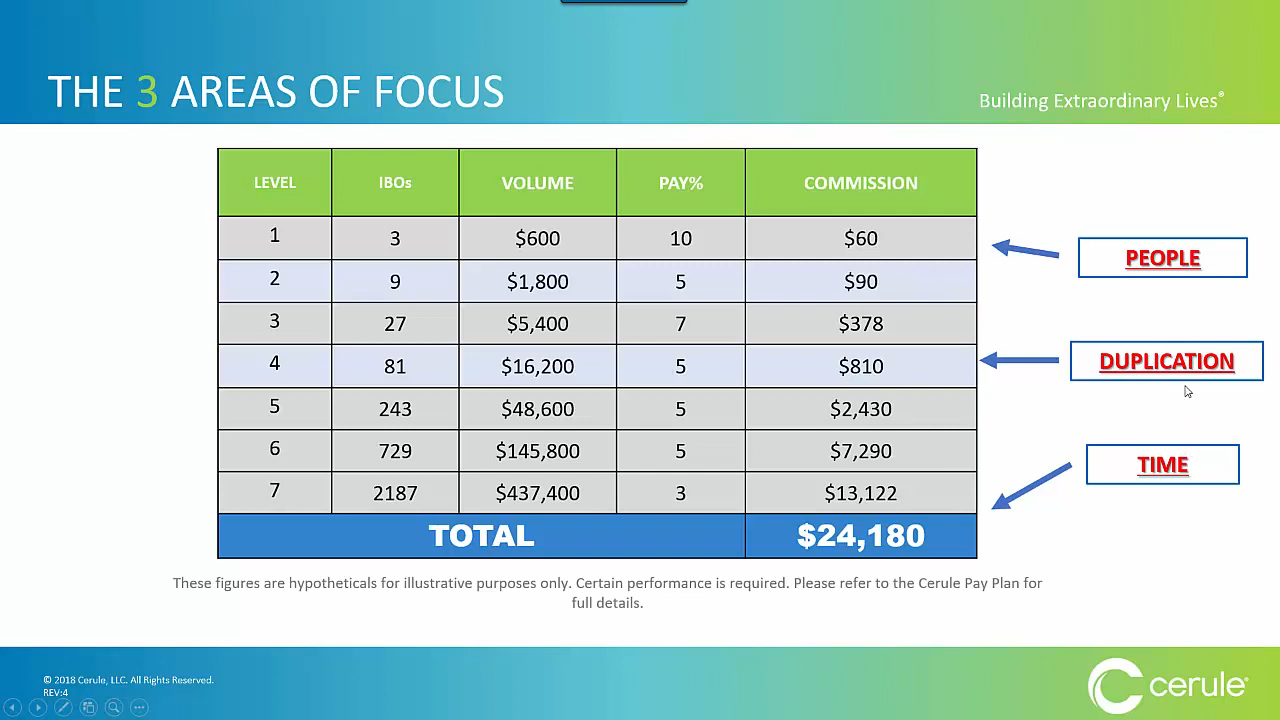 THE 3 AREAS OF FOCUS
Building Extraordinary Lives®
LEVEL IBOs VOLUME PAY% COMMISSION
1 3 $600 10 $60
2 9 $1,800 5 $90
3 27 $5,400 7 $378
4 81 $16,200 5 $810
5 243 $48,600 5 $2,430
6 729 $145,800 5 $7,290
7 2187 $437,400 3 $13,122
TOTAL $24,180
PEOPLE
DUPLICATION
TIME
These figures are hypotheticals for illustrative purposes only. Certain performance is required. Please refer to the Cerule Pay Plan for
full details.
© 2018 Cerule, LLC. All Rights Reserved.
REV:4
cerule®